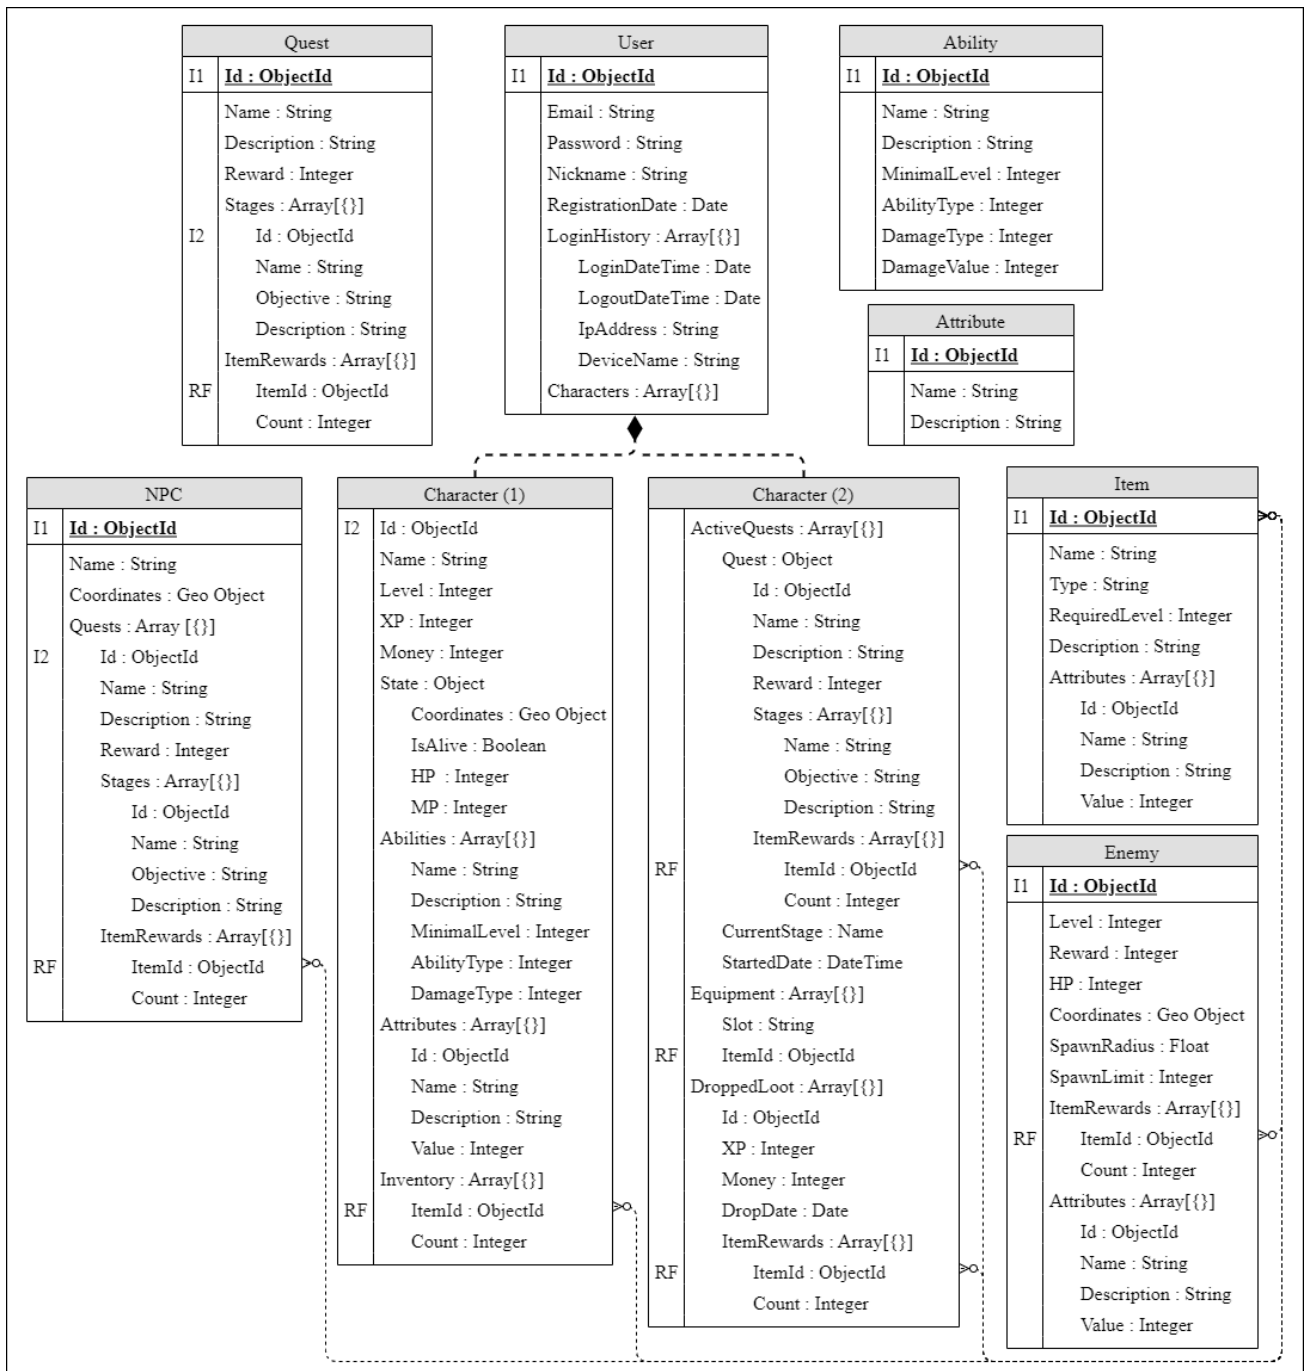 Quest
I1 Id : ObjectId
Name : String
Description : String
Reward : Integer
Stages : Array[{}]
I2 Id : ObjectId
Name : String
Objective : String
Description : String
ItemRewards : Array[{}]
RF ItemId : ObjectId
Count : Integer
User
I1 Id : ObjectId
Email : String
Password : String
Nickname : String
RegistrationDate : Date
LoginHistory : Array[{}]
LoginDateTime : Date
LogoutDateTime : Date
IpAddress : String
DeviceName : String
Characters : Array[{}]
Ability
I1 Id : ObjectId
Name : String
Description : String
MinimalLevel : Integer
AbilityType : Integer
DamageType : Integer
DamageValue : Integer
Attribute
I1 Id : ObjectId
Name : String
Description : String
NPC
I1 Id : ObjectId
Name : String
Coordinates : Geo Object
Quests : Array [{}]
I2 Id : ObjectId
Name : String
Description : String
Reward : Integer
Stages : Array[{}]
Id : ObjectId
Name : String
Objective : String
Description : String
ItemRewards : Array[{}]
RF ItemId : ObjectId
Count : Integer
Character (1)
I2 Id : ObjectId
Name : String
Level : Integer
XP : Integer
Money : Integer
State : Object
Coordinates : Geo Object
IsAlive : Boolean
HP : Integer
MP : Integer
Abilities : Array[{}]
Name : String
Description : String
MinimalLevel : Integer
AbilityType : Integer
DamageType : Integer
Attributes : Array[{}]
Id : ObjectId
Name : String
Description : String
Value : Integer
Inventory : Array[{}]
RF ItemId : ObjectId
Count : Integer
Character (2)
ActiveQuests : Array[{}]
Quest : Object
Id : ObjectId
Name : String
Description : String
Reward : Integer
Stages : Array[{}]
Name : String
Objective : String
Description : String
ItemRewards : Array[{}]
RF ItemId : ObjectId
Count : Integer
CurrentStage : Name
StartedDate : DateTime
Equipment : Array[{}]
Slot : String
RF ItemId : ObjectId
DroppedLoot : Array[{}]
Id : ObjectId
XP : Integer
Money : Integer
DropDate : Date
ItemRewards : Array[{}]
RF ItemId : ObjectId
Count : Integer
Item
I1 Id : ObjectId
Name : String
Type : String
RequiredLevel : Integer
Description : String
Attributes : Array[{}]
Id : ObjectId
Name : String
Description : String
Value : Integer
Enemy
I1 Id : ObjectId
Level : Integer
Reward : Integer
HP : Integer
Coordinates : Geo Object
SpawnRadius : Float
SpawnLimit : Integer
ItemRewards : Array[{}]
RF ItemId : ObjectId
Count : Integer
Attributes : Array[{}]
Id : ObjectId
Name : String
Description : String
Value : Integer